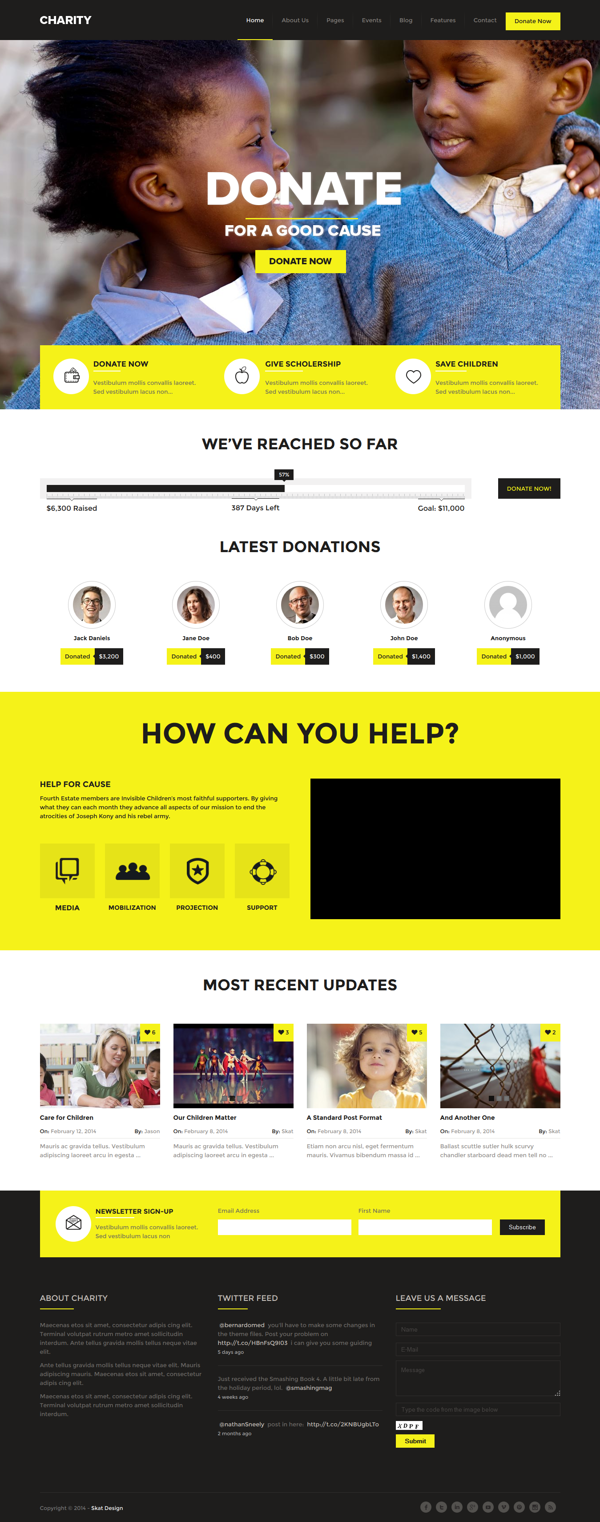 CHARITY
Home About Us Pages Events Blog Features Contact Donate Now
DONATE
FOR A GOOD CAUSE
DONATE NOW
DONATE NOW
Vestibulum mollis convallis laoreet.
Sed vestibulum lacus non...
GIVE SCHOLERSHIP
Vestibulum mollis convallis laoreet.
Sed vestibulum lacus non...
SAVE CHILDREN
Vestibulum mollis convallis laoreet.
Sed vestibulum lacus non...
WE'VE REACHED SO FAR
57%
$6,300 Raised
387 Days Left
Goal: $11,000
DONATE NOW!
LATEST DONATIONS
Jack Daniels
Donated $3,200
Jane Doe
Donated $400
Bob Doe
Donated $300
John Doe
Donated $1,400
Anonymous
Donated $1,000
HOW CAN YOU HELP?
HELP FOR CAUSE
Fourth Estate members are Invisible Children's most faithful supporters. By giving
what they can each month they advance all aspects of our mission to end the
atrocities of Joseph Kony and his rebel army.
MEDIA
MOBILIZATION
PROJECTION
SUPPORT
MOST RECENT UPDATES
6
Care for Children
On: February 12, 2014 By: Jason
Mauris ac gravida tellus. Vestibulum
adipiscing laoreet arcu in egesta ...
3
Our Children Matter
On: February 8, 2014 By: Skat
Mauris ac gravida tellus. Vestibulum
adipiscing laoreet arcu in egesta ...
5
A Standard Post Format
On: February 8, 2014 By: Skat
Etiam non arcu nisl, eget fermentum
mauris. Vivamus bibendum massa id ...
2
And Another One
On: February 8, 2014 By: Skat
Ballast scuttle sutler hulk scurvy
chandler starboard dead men tell no ...
NEWSLETTER SIGN-UP
Vestibulum mollis convallis laoreet.
Sed vestibulum lacus non
Email Address
First Name
Subscribe
ABOUT CHARITY
Maecenas etos sit amet, consectetur adipis cing elit.
Terminal volutpat rutrum metro amet sollicitudin
interdum. Ante tellus gravida mollis tellus neque vitae
elit.
Ante tellus gravida mollis tellus neque vitae elit. Mauris
adipiscing mauris. Maecenas etos sit amet, consectetur
adipis cing elit.
Maecenas etos sit amet, consectetur adipis cing elit.
Terminal volutpat rutrum metro amet sollicitudin
interdum.
TWITTER FEED
@bernardomed you'll have to make some changes in
the theme files. Post your problem on
http://t.co/HBnFsQ9I03 i can give you some guiding
5 days ago
Just received the Smashing Book 4. A little bit late from
the holiday period, lol. @smashingmag
4 weeks ago
@nathanSneely post in here: http://t.co/2KNBUgbLTo
2 months ago
LEAVE US A MESSAGE
Name
E-Mail
Message
Type the code from the image below
XDPF
Submit
Copyright © 2014 - Skat Design